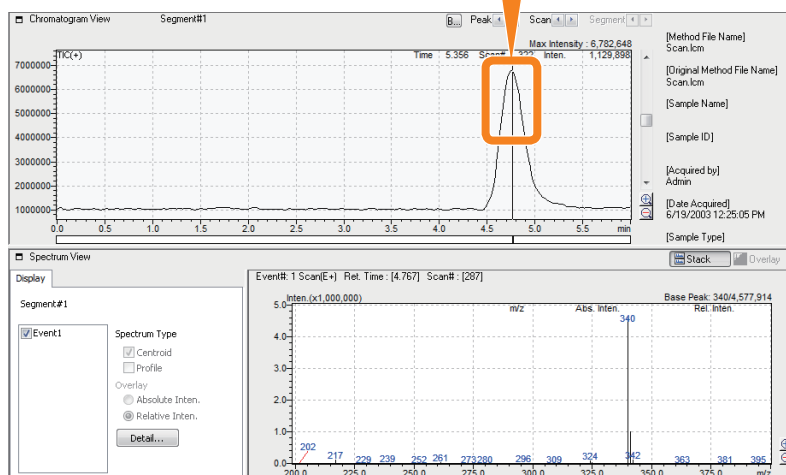 Chromatogram View Segment#1 B... Peak Scan Segment
Max Intensity : 6,782,648
TIC(+) Time 5.356 Scan# 322 Inten. 1,129,898
7000000
6000000
5000000
4000000
3000000
2000000
1000000
0.0 0.5 1.0 1.5 2.0 2.5 3.0 3.5 4.0 4.5 5.0 5.5 min
[Method File Name]
Scan.lcm
[Original Method File Name]
Scan.lcm
[Sample Name]
[Sample ID]
[Acquired by]
Admin
[Date Acquired]
6/19/2003 12:25:05 PM
[Sample Type]
Spectrum View Stack Overlay
Display
Segment#1
Event1
Spectrum Type
Centroid
Profile
Overlay
Absolute Inten.
Relative Inten.
Detail...
Event#: 1 Scan(E+) Ret. Time : [4.767] Scan# : [287]
Inten.(x1,000,000) Base Peak: 340/4,577,914
m/z Abs. Inten. Rel. Inten.
5.0
4.0
3.0
2.0
1.0
0.0
340
202 217 229 239 252 261 273 280 296 309 324 342 363 381 395
200.0 225.0 250.0 275.0 300.0 325.0 350.0 375.0 m/z